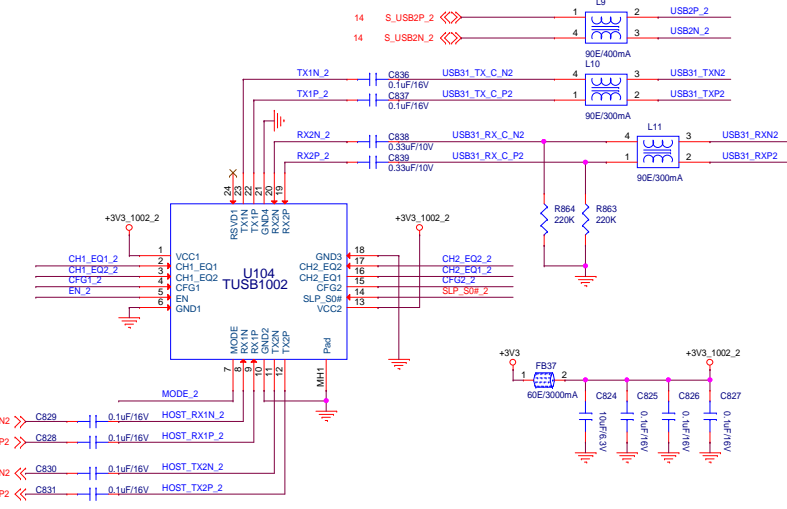 L9
14 S_USB2P_2 1 2 USB2P_2
14 S_USB2N_2 4 3 USB2N_2
90E/400mA
L10
TX1N_2 C836 USB31_TX_C_N2 4 3 USB31_TXN2
0.1uF/16V
TX1P_2 C837 USB31_TX_C_P2 1 2 USB31_TXP2
0.1uF/16V
90E/300mA
L11
RX2N_2 C838 USB31_RX_C_N2 4 3 USB31_RXN2
0.33uF/10V
RX2P_2 C839 USB31_RX_C_P2 1 2 USB31_RXP2
0.33uF/10V
90E/300mA
24 23 22 21 20 19
RSVD1 TX1N TX1P GND4 RX2N RX2P
R864 R863
220K 220K
+3V3_1002_2 +3V3_1002_2
1 VCC1 GND3 18
CH1_EQ1_2 2 CH1_EQ1 CH2_EQ2 17 CH2_EQ2_2
CH1_EQ2_2 3 CH1_EQ2 CH2_EQ1 16 CH2_EQ1_2
CFG1_2 4 CFG1 CFG2 15 CFG2_2
EN_2 5 EN SLP_S0# 14 SLP_S0#_2
6 GND1 VCC2 13
U104
TUSB1002
MODE RX1N RX1P GND2 TX2N TX2P Pad
7 8 9 10 11 12 MH1
+3V3 +3V3_1002_2
FB37
1 2
60E/3000mA
C824 C825 C826 C827
10uF/6.3V 0.1uF/16V 0.1uF/16V 0.1uF/16V
MODE_2
N2 C829 0.1uF/16V HOST_RX1N_2
P2 C828 0.1uF/16V HOST_RX1P_2
N2 C830 0.1uF/16V HOST_TX2N_2
P2 C831 0.1uF/16V HOST_TX2P_2